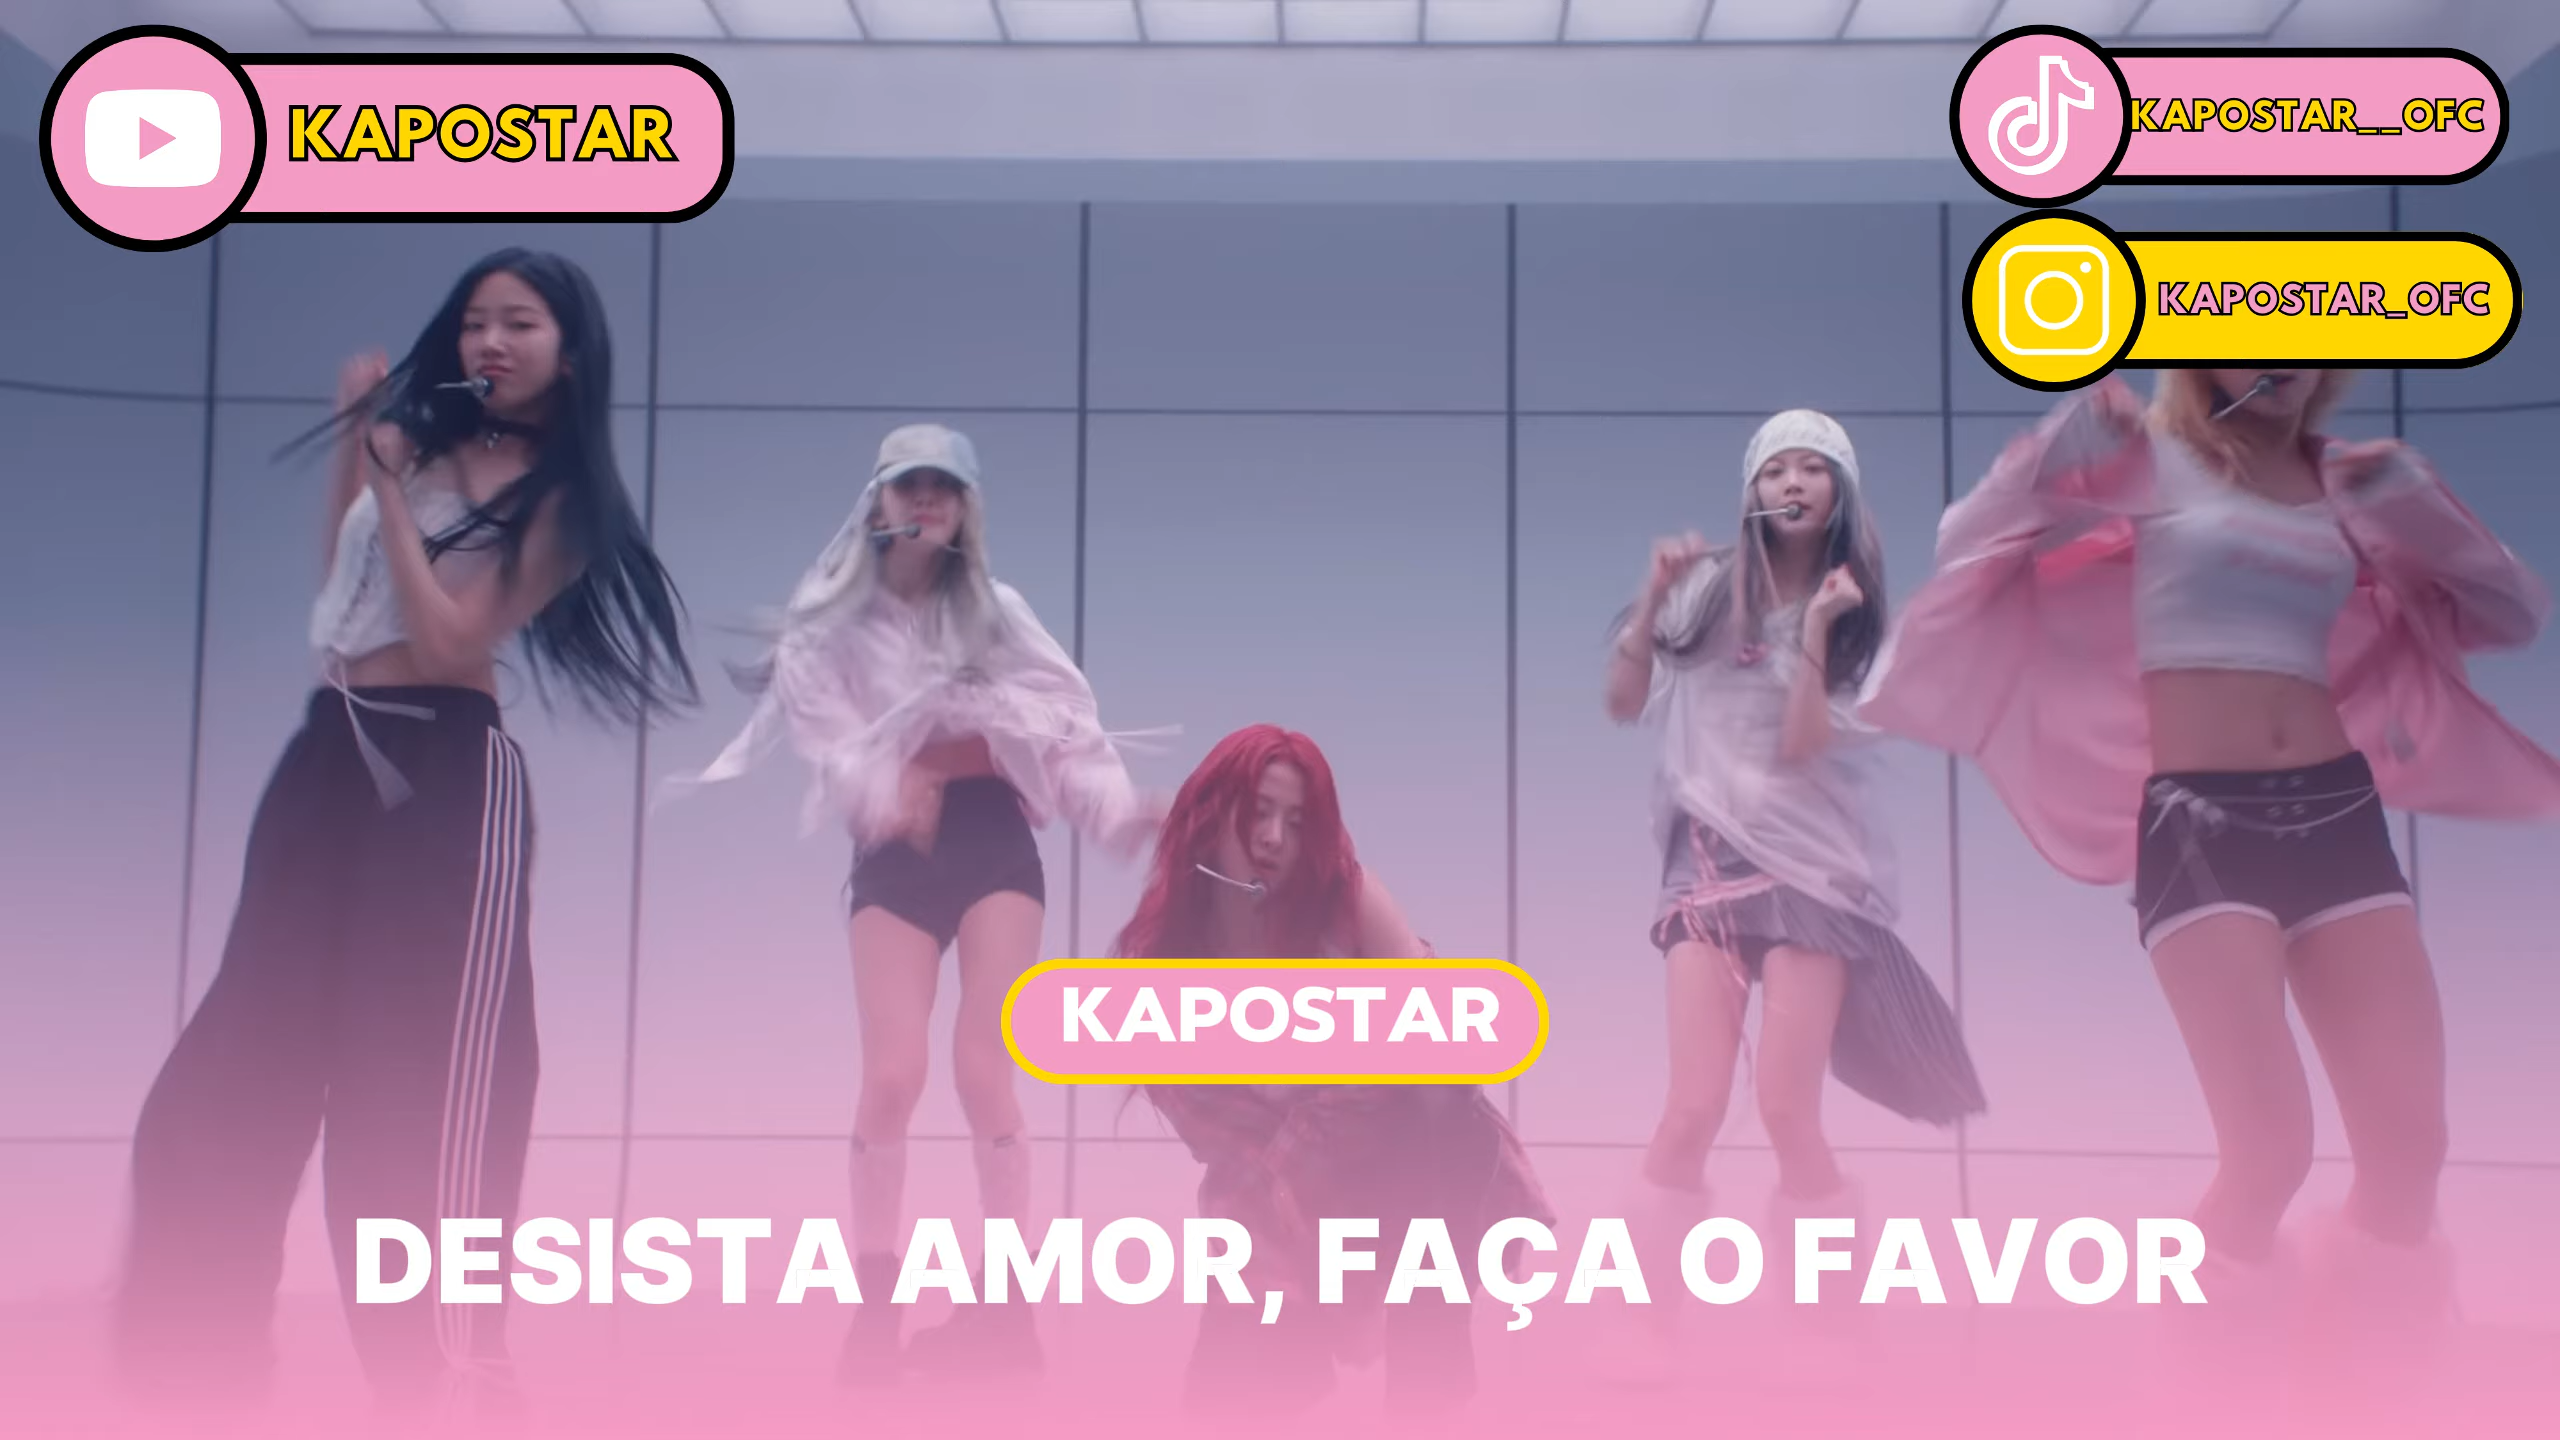 KAPOSTAR
KAPOSTAR__OFC
KAPOSTAR_OFC
KAPOSTAR
DESISTA AMOR, FAÇA O FAVOR